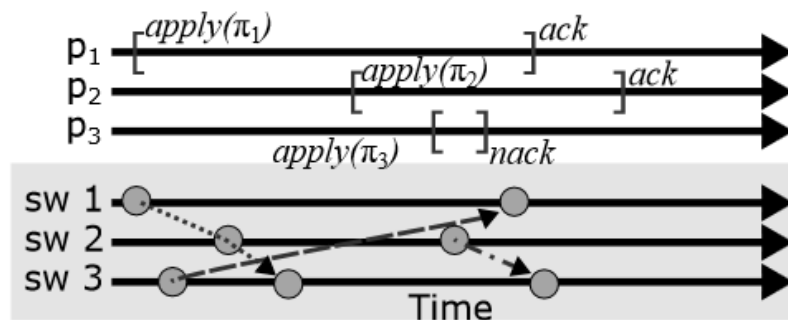 p₁ apply(π₁) ack
p₂ apply(π₂) ack
p₃ apply(π₃) nack
sw 1
sw 2
sw 3
Time